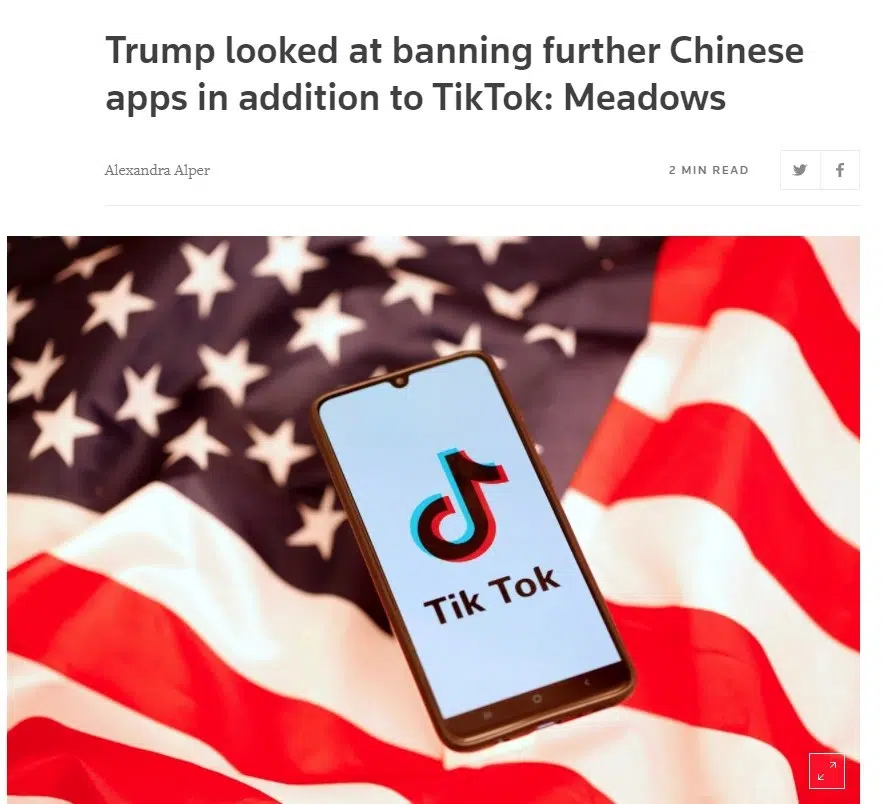 Trump looked at banning further Chinese
apps in addition to TikTok: Meadows
Alexandra Alper
2 MIN READ
Tik Tok